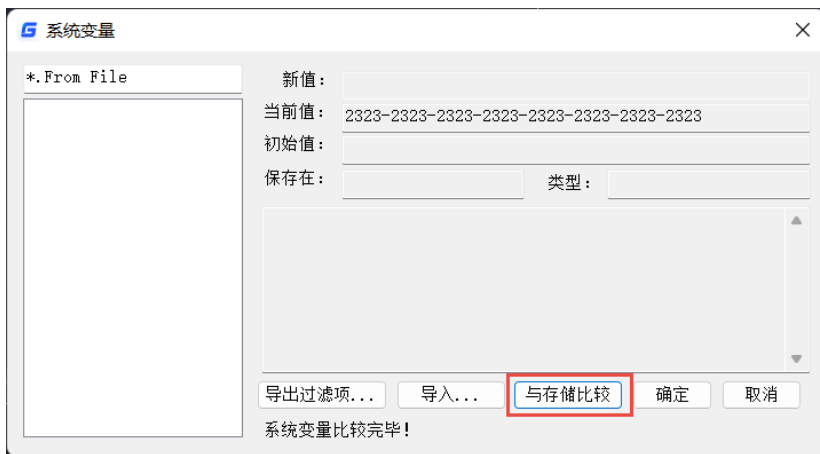 系统变量
*.From File
新值：
当前值： 2323-2323-2323-2323-2323-2323-2323-2323
初始值：
保存在： 类型：
导出过滤项... 导入... 与存储比较 确定 取消
系统变量比较完毕!